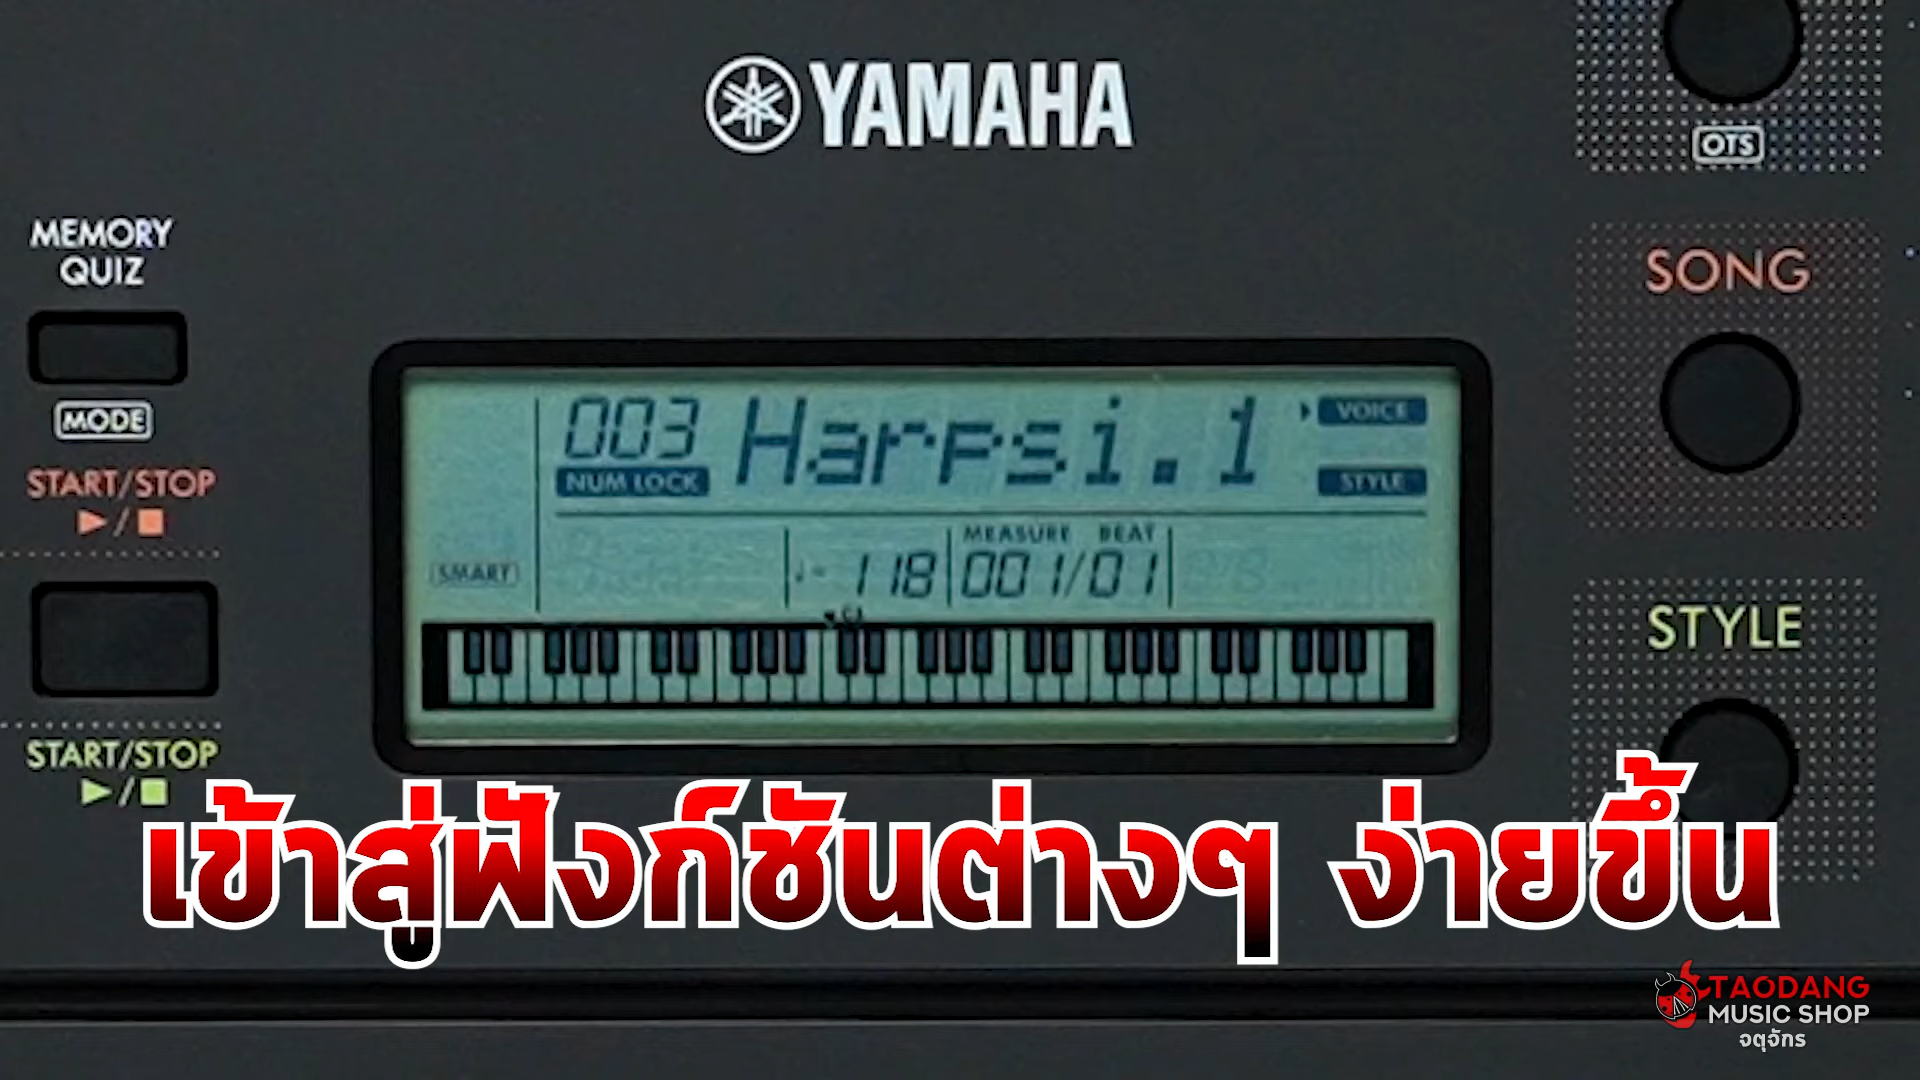 YAMAHA
OTS
MEMORY
QUIZ
MODE
START/STOP
START/STOP
SONG
STYLE
003 Harpsi.1
VOICE
NUM LOCK
STYLE
MEASURE BEAT
SMART
118 001/01
เข้าสู่ฟังก์ชันต่างๆ ง่ายขึ้น
TAODANG
MUSIC SHOP
จตุจักร